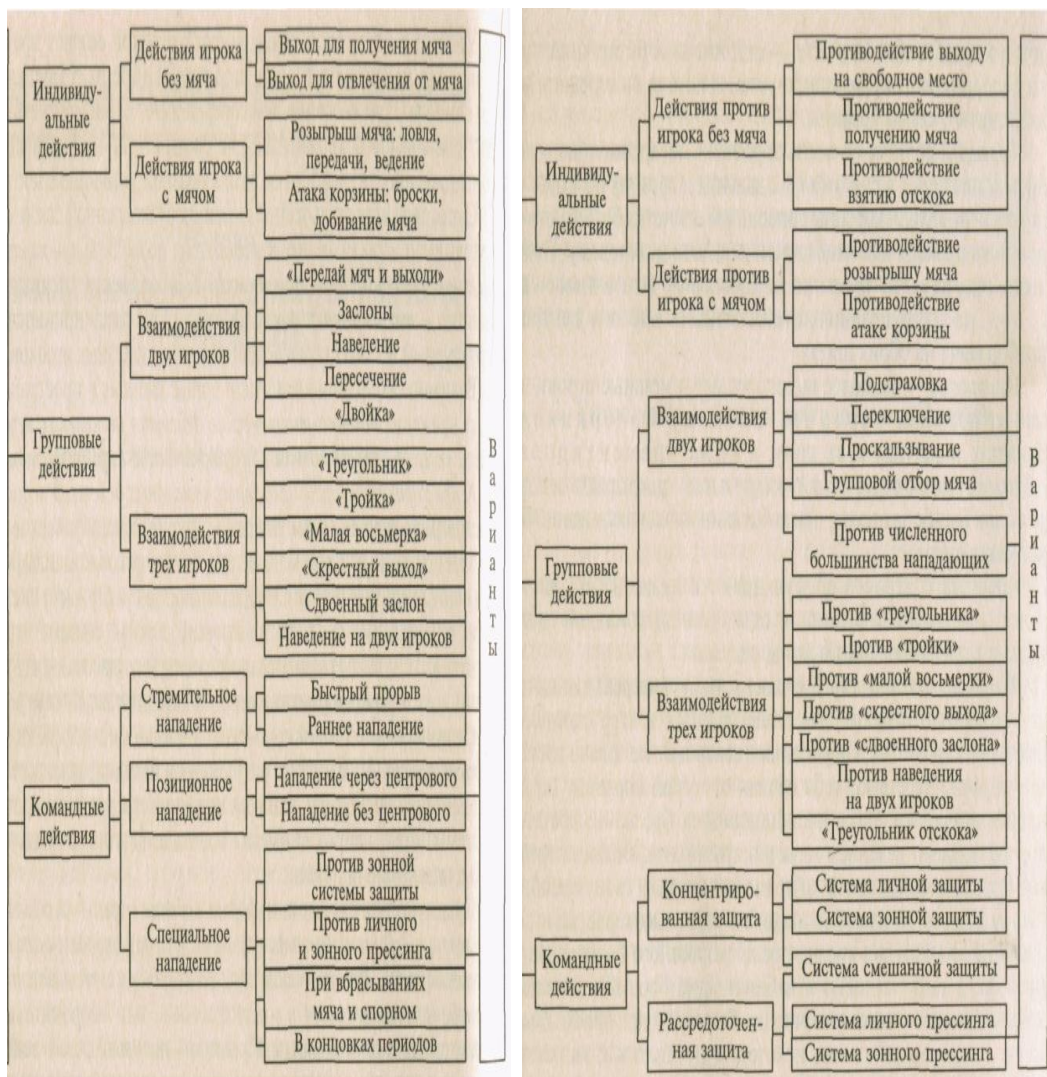 Индивиду-
альные
действия
Действия игрока
без мяча
Выход для получения мяча
Выход для отвлечения от мяча
Действия игрока
с мячом
Розыгрыш мяча: ловля,
передачи, ведение
Атака корзины: броски,
добивание мяча
Групповые
действия
Взаимодействия
двух игроков
«Передай мяч и выходи»
Заслоны
Наведение
Пересечение
«Двойка»
Взаимодействия
трех игроков
«Треугольник»
«Тройка»
«Малая восьмерка»
«Скрестный выход»
Сдвоенный заслон
Наведение на двух игроков
Командные
действия
Стремительное
нападение
Быстрый прорыв
Раннее нападение
Позиционное
нападение
Нападение через центрового
Нападение без центрового
Специальное
нападение
Против зонной
системы защиты
Против личного
и зонного прессинга
При вбрасываниях
мяча и спорном
В концовках периодов
Варианты
Индивиду-
альные
действия
Действия против
игрока без мяча
Противодействие выходу
на свободное место
Противодействие
получению мяча
Противодействие
взятию отскока
Действия против
игрока с мячом
Противодействие
розыгрышу мяча
Противодействие
атаке корзины
Групповые
действия
Взаимодействия
двух игроков
Подстраховка
Переключение
Проскальзывание
Групповой отбор мяча
Против численного
большинства нападающих
Взаимодействия
трех игроков
Против «треугольника»
Против «тройки»
Против «малой восьмерки»
Против «скрестного выхода»
Против «сдвоенного заслона»
Против наведения
на двух игроков
«Треугольник отскока»
Командные
действия
Концентриро-
ванная защита
Система личной защиты
Система зонной защиты
Система смешанной защиты
Рассредоточен-
ная защита
Система личного прессинга
Система зонного прессинга
Варианты